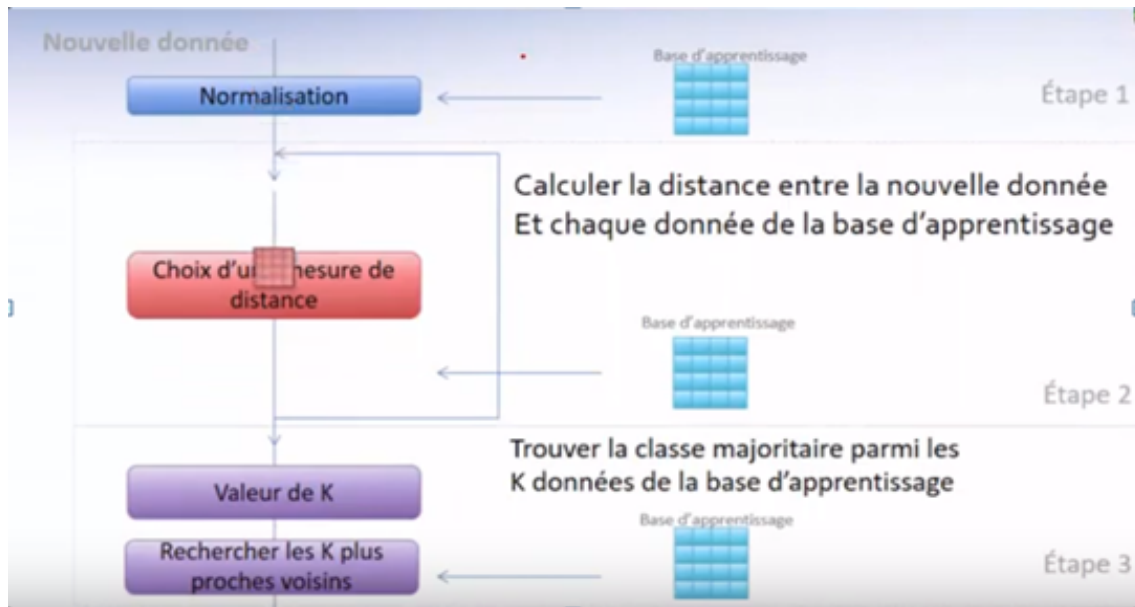 Nouvelle donnée
Base d'apprentissage
Normalisation
Étape 1
Calculer la distance entre la nouvelle donnée
Et chaque donnée de la base d'apprentissage
Choix d'u mesure de
distance
Base d'apprentissage
Étape 2
Trouver la classe majoritaire parmi les
K données de la base d'apprentissage
Valeur de K
Base d'apprentissage
Rechercher les K plus
proches voisins
Étape 3